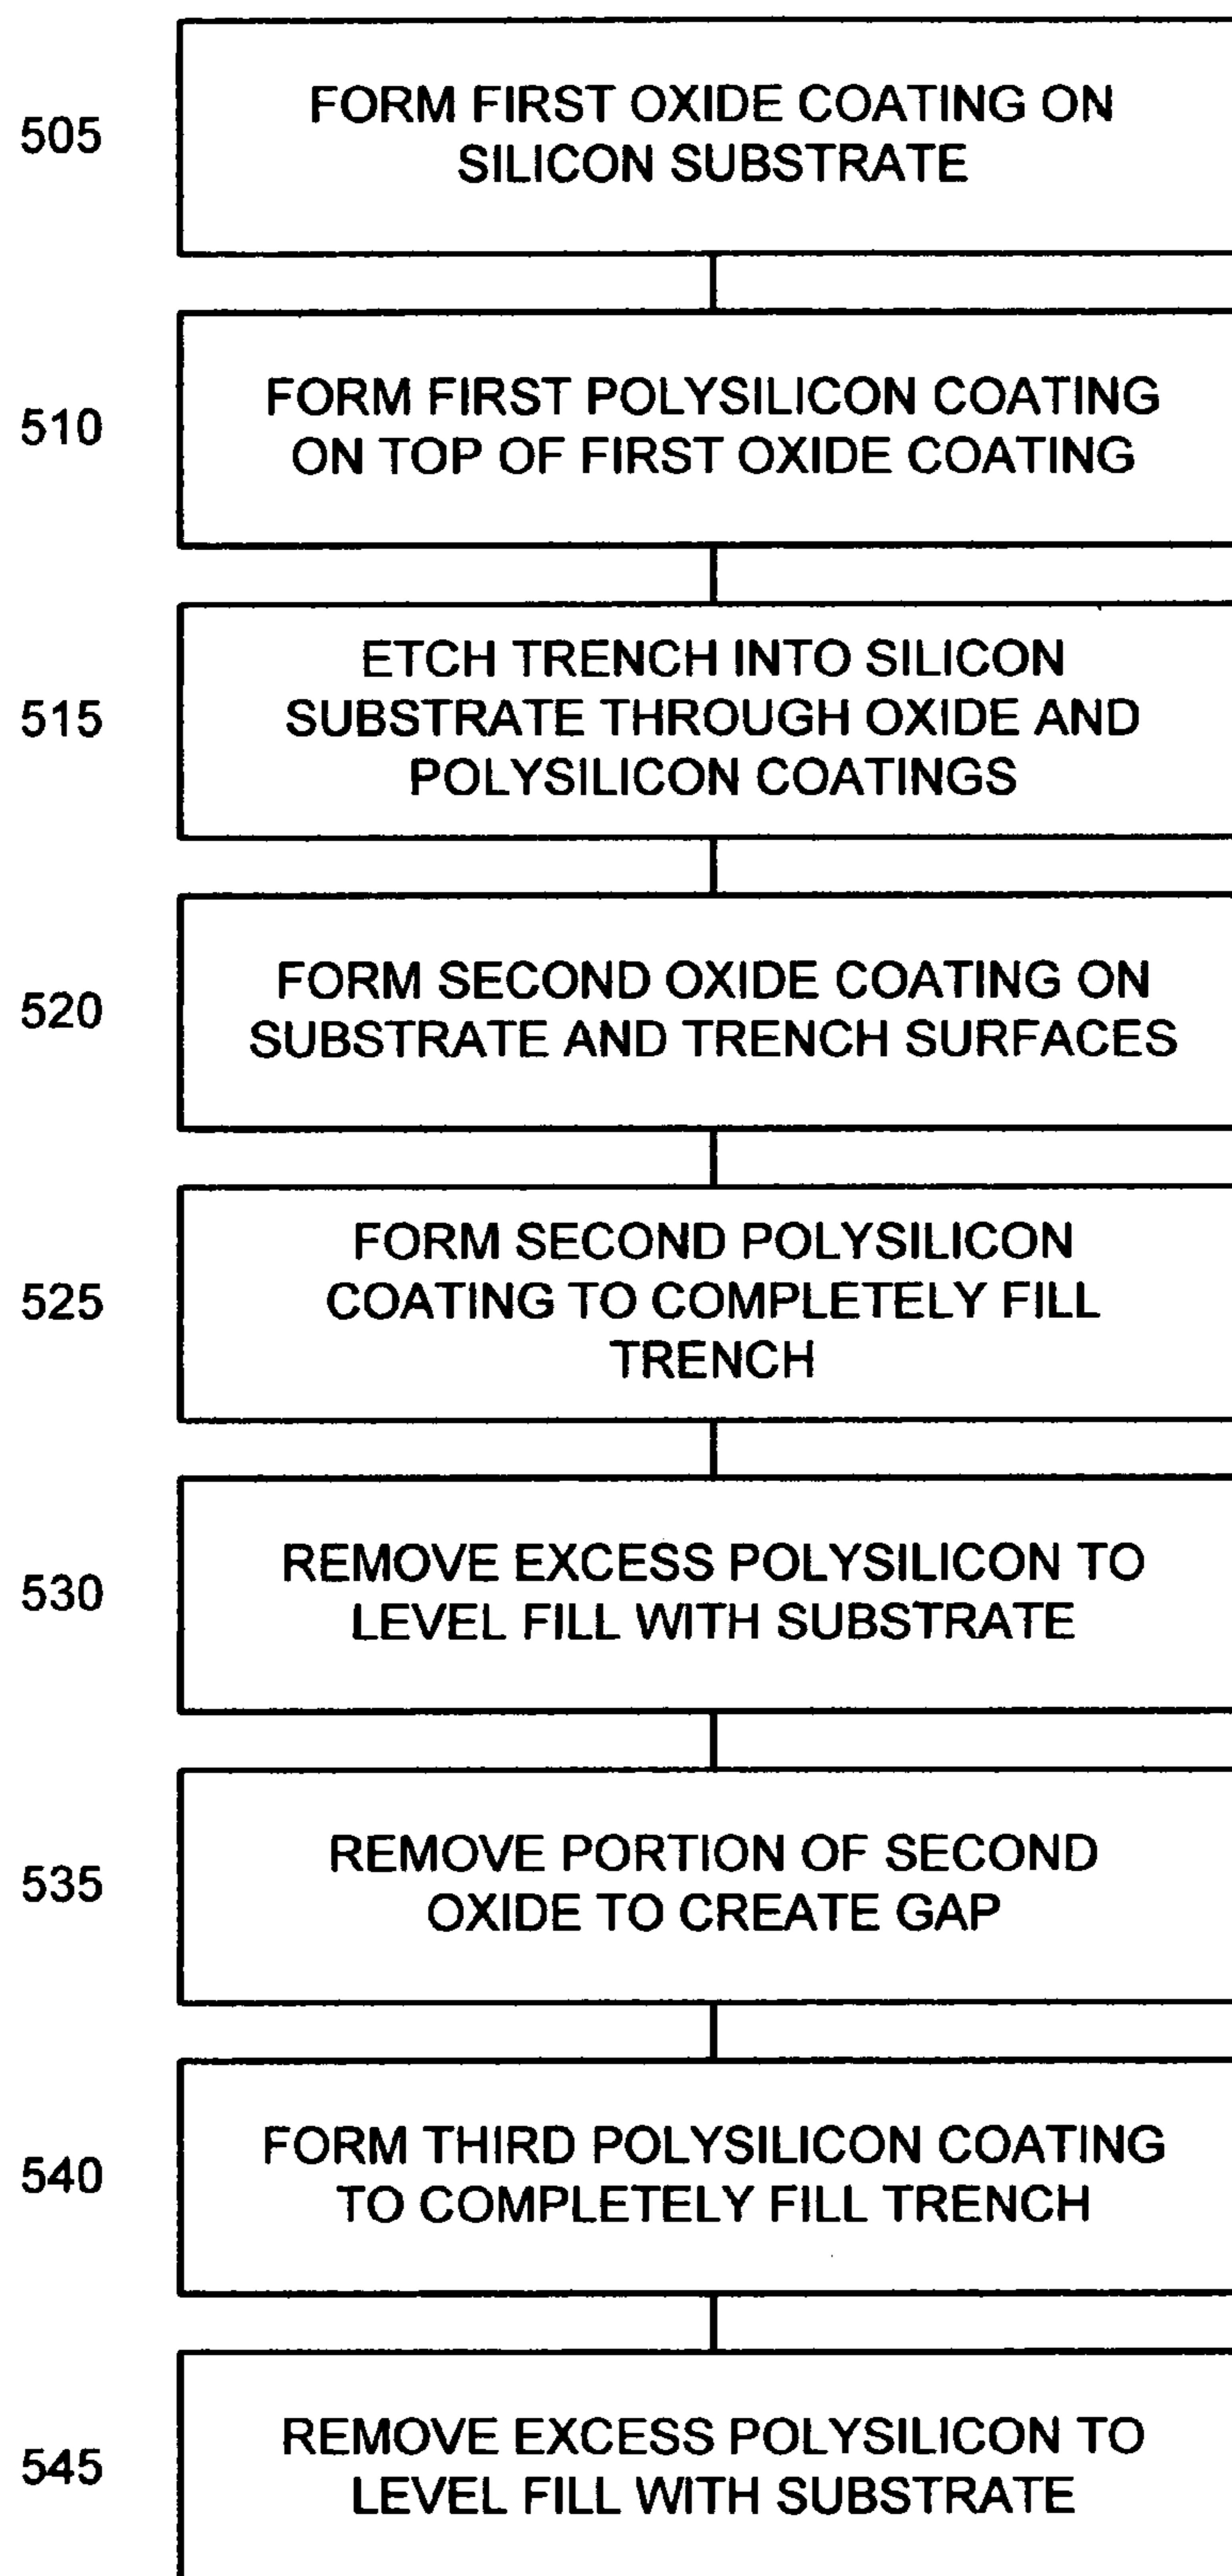 505
FORM FIRST OXIDE COATING ON
SILICON SUBSTRATE
510
FORM FIRST POLYSILICON COATING
ON TOP OF FIRST OXIDE COATING
515
ETCH TRENCH INTO SILICON
SUBSTRATE THROUGH OXIDE AND
POLYSILICON COATINGS
520
FORM SECOND OXIDE COATING ON
SUBSTRATE AND TRENCH SURFACES
525
FORM SECOND POLYSILICON
COATING TO COMPLETELY FILL
TRENCH
530
REMOVE EXCESS POLYSILICON TO
LEVEL FILL WITH SUBSTRATE
535
REMOVE PORTION OF SECOND
OXIDE TO CREATE GAP
540
FORM THIRD POLYSILICON COATING
TO COMPLETELY FILL TRENCH
545
REMOVE EXCESS POLYSILICON TO
LEVEL FILL WITH SUBSTRATE